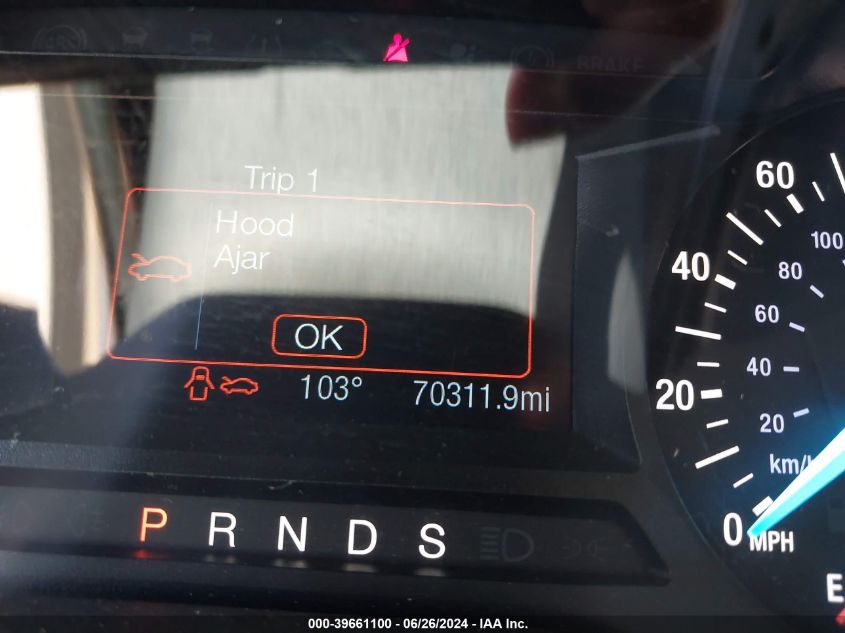 BRAKE
Trip 1
Hood
Ajar
OK
103° 70311.9mi
60
40
20
0
MPH
100
80
60
40
20
km/h
P R N D S
E
000-39661100 - 06/26/2024 - IAA Inc.